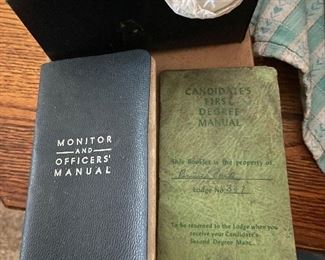 MONITOR
AND
OFFICERS'
MANUAL
CANDIDATE'S
FIRST
DEGREE
MANUAL
This Booklet is the property of
Lodge No.
To be returned to the Lodge when you
receive your Candidate's
Second Degree Manual